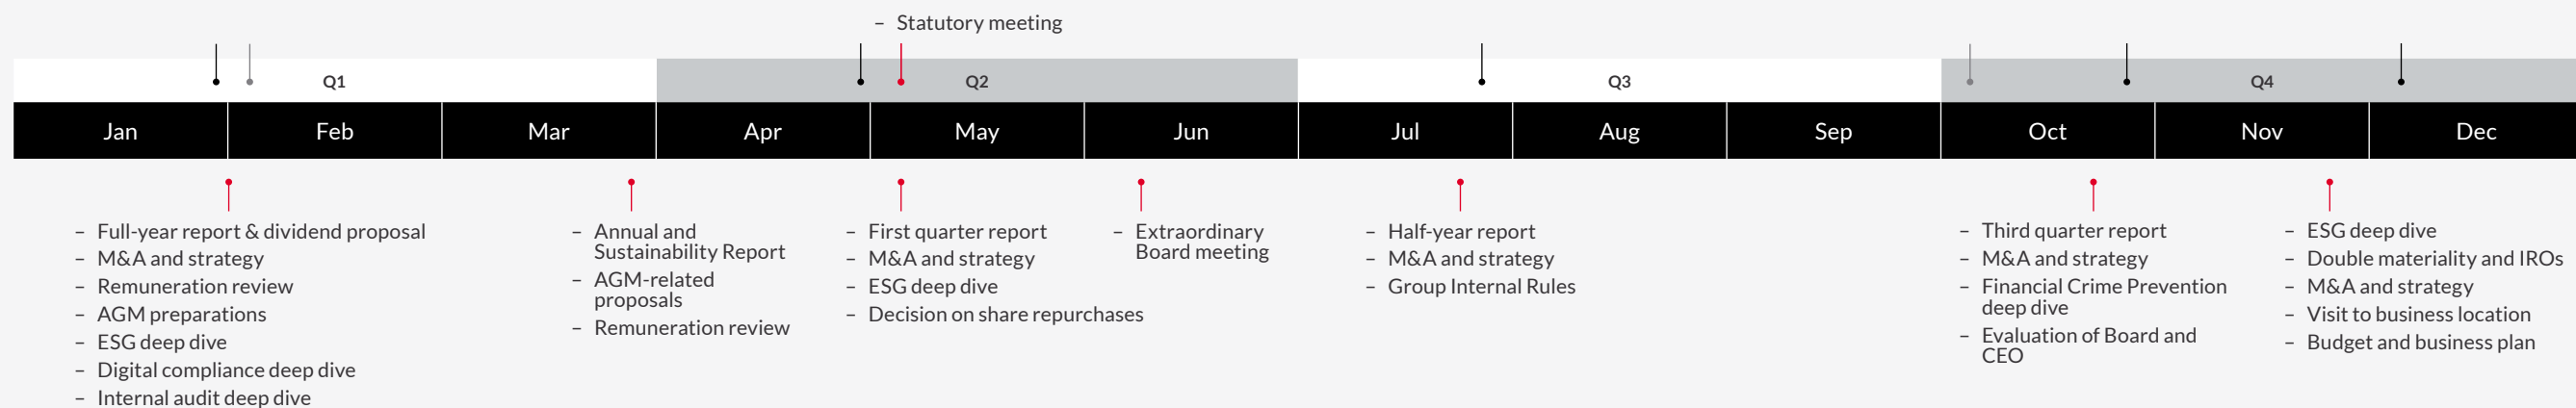 – Statutory meeting
Q1
Q2
Q3
Q4
Jan
Feb
Mar
Apr
May
Jun
Jul
Aug
Sep
Oct
Nov
Dec
– Full-year report & dividend proposal
– M&A and strategy
– Remuneration review
– AGM preparations
– ESG deep dive
– Digital compliance deep dive
– Internal audit deep dive
– Annual and
Sustainability Report
– AGM-related
proposals
– Remuneration review
– First quarter report
– M&A and strategy
– ESG deep dive
– Decision on share repurchases
– Extraordinary
Board meeting
– Half-year report
– M&A and strategy
– Group Internal Rules
– Third quarter report
– M&A and strategy
– Financial Crime Prevention
deep dive
– Evaluation of Board and
CEO
– ESG deep dive
– Double materiality and IROs
– M&A and strategy
– Visit to business location
– Budget and business plan